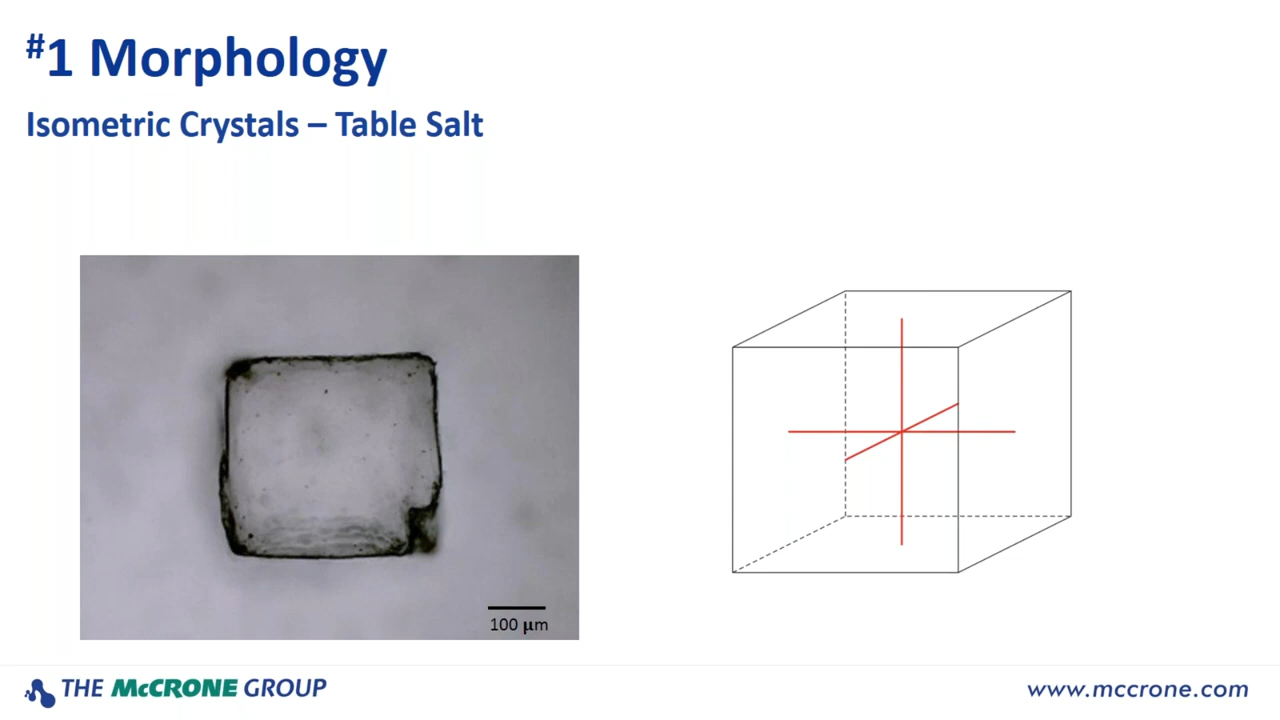 #1 Morphology
Isometric Crystals – Table Salt
100 μm
THE McCRONE GROUP
www.mccrone.com